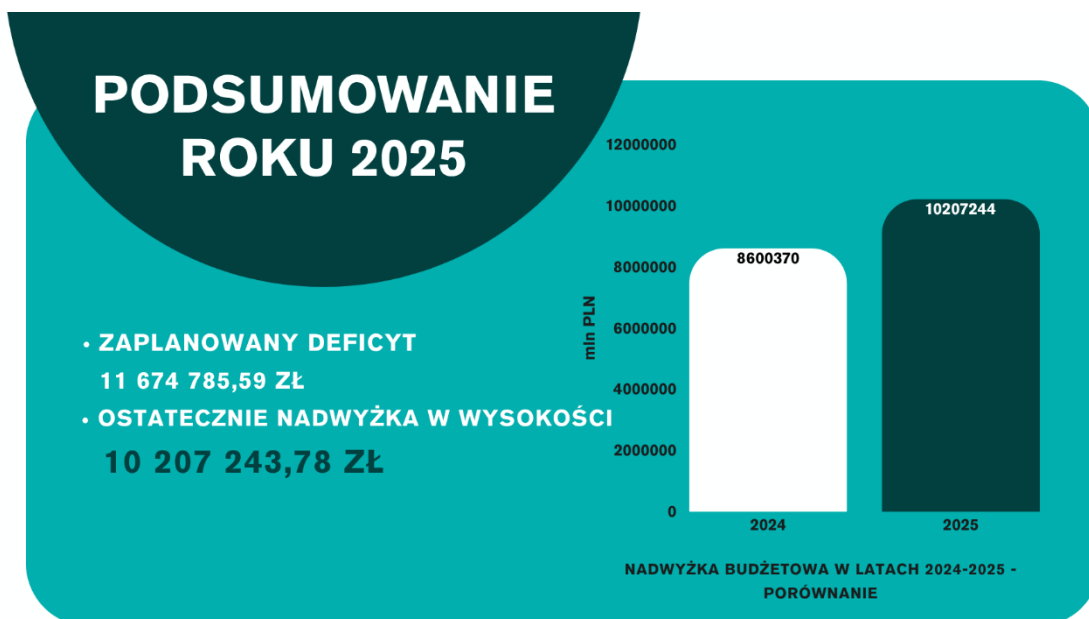 PODSUMOWANIE
ROKU 2025
• ZAPLANOWANY DEFICYT
11 674 785,59 ZŁ
• OSTATECZNIE NADWYŻKA W WYSOKOŚCI
10 207 243,78 ZŁ
mln PLN
12000000
10000000
8000000
6000000
4000000
2000000
0
8600370
10207244
2024
2025
NADWYŻKA BUDŻETOWA W LATACH 2024-2025 -
PORÓWNANIE